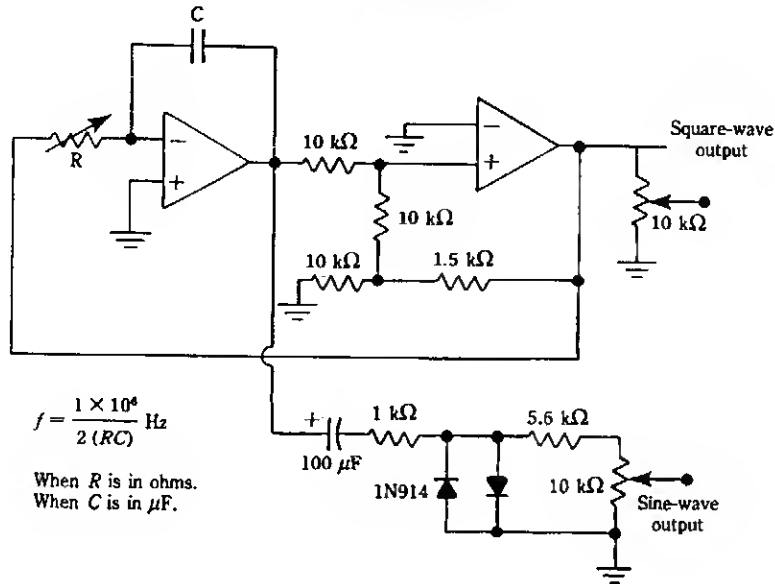 C
R
−
+
10 kΩ
10 kΩ
10 kΩ
1.5 kΩ
−
+
Square-wave
output
10 kΩ
f = 1 × 10⁶ / 2 (RC) Hz
When R is in ohms.
When C is in μF.
+
100 μF
1 kΩ
1N914
5.6 kΩ
10 kΩ
Sine-wave
output